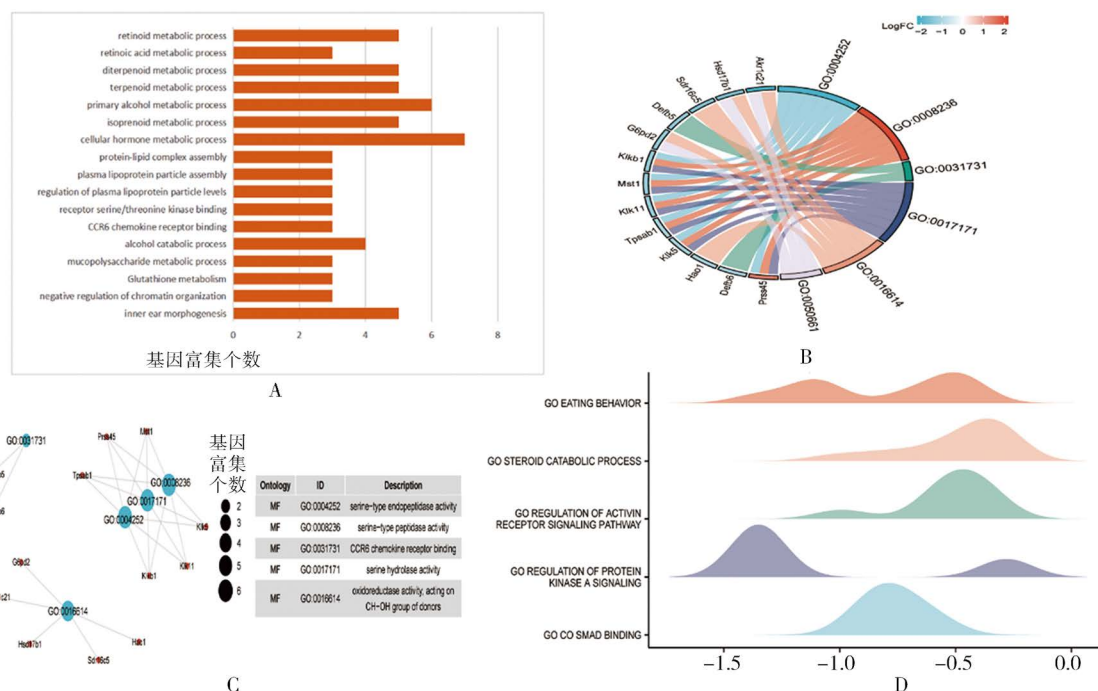 retinoid metabolic process
retinoic acid metabolic process
diterpenoid metabolic process
terpenoid metabolic process
primary alcohol metabolic process
isoprenoid metabolic process
cellular hormone metabolic process
protein-lipid complex assembly
plasma lipoprotein particle assembly
regulation of plasma lipoprotein particle levels
receptor serine/threonine kinase binding
CCR6 chemokine receptor binding
alcohol catabolic process
mucopolysaccharide metabolic process
Glutathione metabolism
negative regulation of chromatin organization
inner ear morphogenesis
0 2 4 6 8
基因富集个数
A
LogFC
-2 -1 0 1 2
GO:0004252
GO:0008236
GO:0031731
GO:0017171
GO:0016614
GO:0050661
Akr1c21
Hsd17b1
Sdr16c5
Defb5
G6pd2
Klkb1
Mst1
Klk11
Tpsab1
Klk5
Hao1
Defb6
Prss45
B
GO:0031731
Prss45
Mst1
Tpsab1
GO:0008236
GO:0017171
GO:0004252
Klk5
Klk11
Klkb1
G6pd2
GO:0016614
Hsd17b1
Sdr16c5
Hao1
基因
富集
个数
2
3
4
5
6
Ontology ID Description
MF GO:0004252 serine-type endopeptidase activity
MF GO:0008236 serine-type peptidase activity
MF GO:0031731 CCR6 chemokine receptor binding
MF GO:0017171 serine hydrolase activity
MF GO:0016614 oxidoreductase activity, acting on
CH-OH group of donors
C
GO EATING BEHAVIOR
GO STEROID CATABOLIC PROCESS
GO REGULATION OF ACTIVIN
RECEPTOR SIGNALING PATHWAY
GO REGULATION OF PROTEIN
KINASE A SIGNALING
GO CO SMAD BINDING
-1.5 -1.0 -0.5 0.0
D